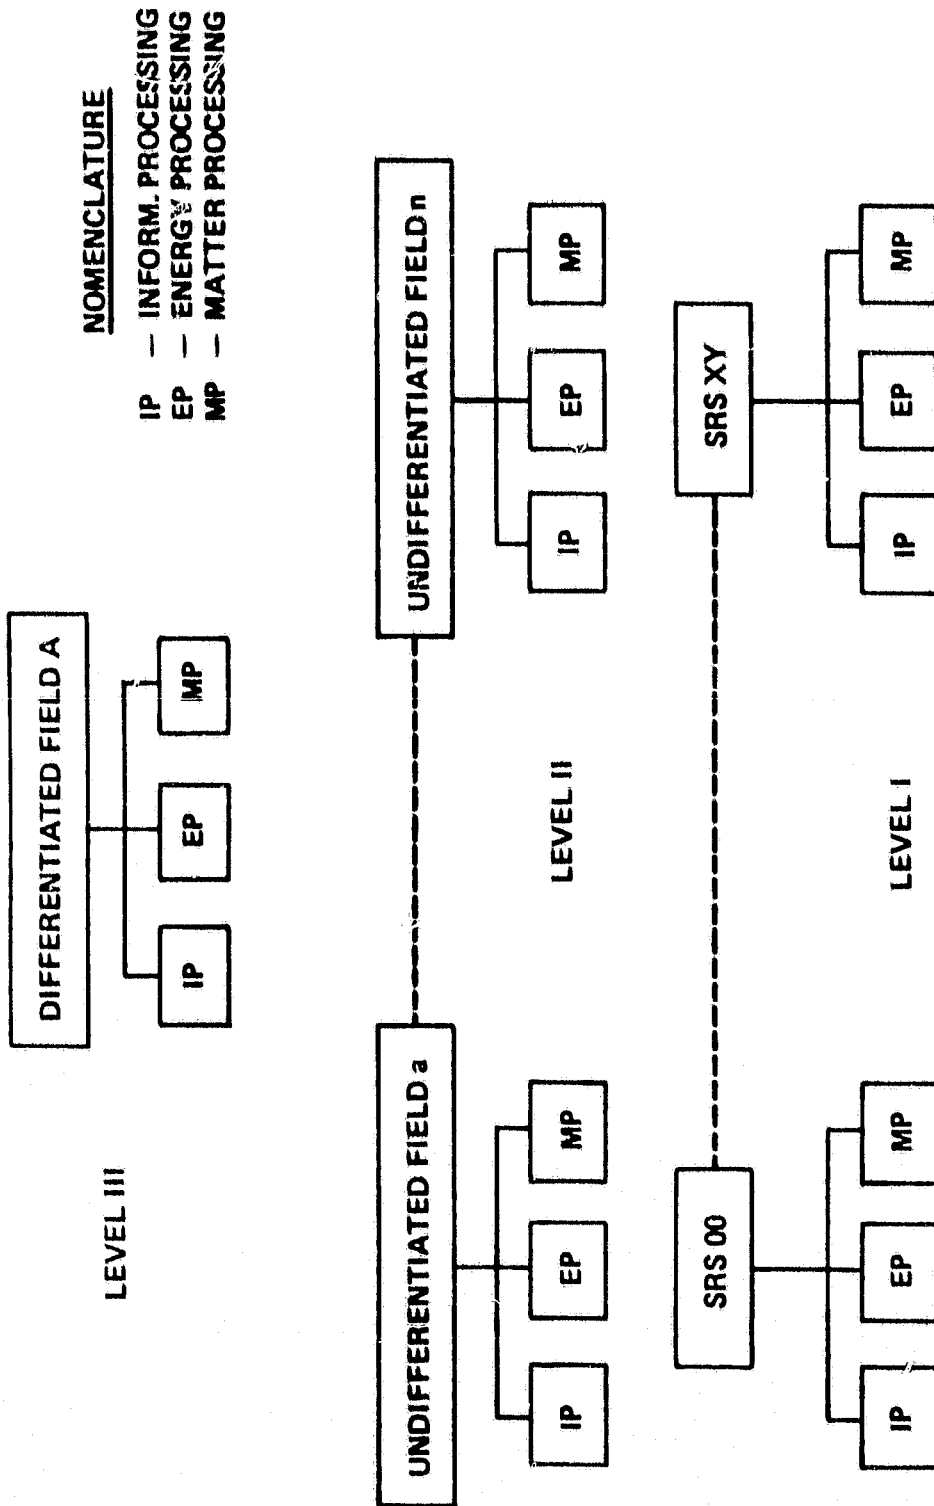 NOMENCLATURE
IP – INFORM. PROCESSING
EP – ENERGY PROCESSING
MP – MATTER PROCESSING
LEVEL III
DIFFERENTIATED FIELD A
IP
EP
MP
UNDIFFERENTIATED FIELD a
UNDIFFERENTIATED FIELD n
IP
EP
MP
IP
EP
MP
LEVEL II
SRS 00
SRS XY
IP
EP
MP
IP
EP
MP
LEVEL I